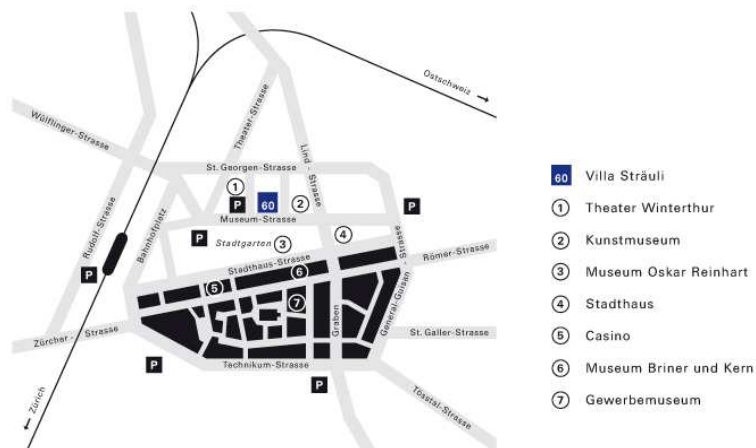 Ostschweiz
Wülflinger-Strasse
Theater-Strasse
Lind - Strasse
St. Georgen-Strasse
60 Villa Sträuli
1
P
60
2
P
1 Theater Winterthur
Museum-Strasse
2 Kunstmuseum
Rudolf-Strasse
Bahnhofplatz
P
Stadtgarten 3
4
3 Museum Oskar Reinhart
Stadthaus-Strasse
Römer-Strasse
P
6
4 Stadthaus
5
7
General-Guisan - Strasse
5 Casino
Graben
Zürcher - Strasse
St. Galler-Strasse
6 Museum Briner und Kern
P
Technikum-Strasse
P
7 Gewerbemuseum
Zürich
Tösstal-Strasse